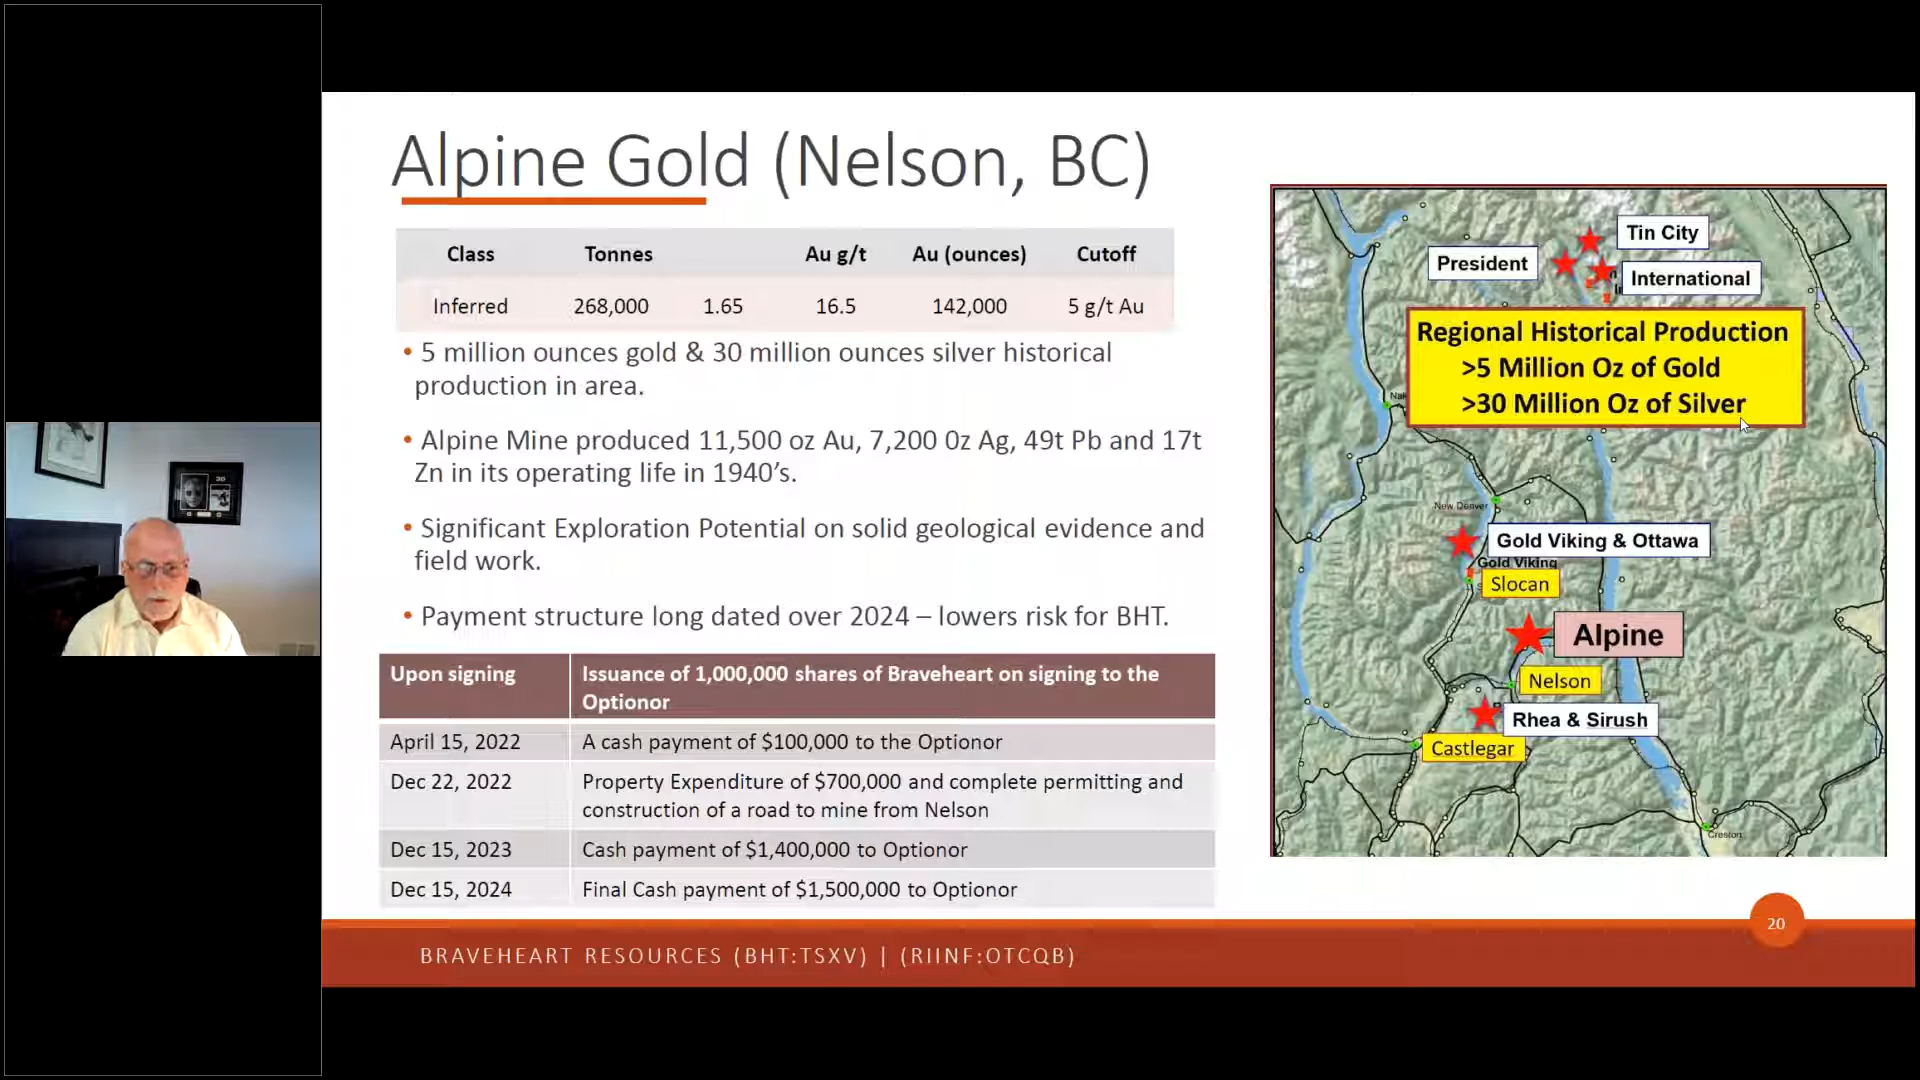 Alpine Gold (Nelson, BC)
Class Tonnes Au g/t Au (ounces) Cutoff
Inferred 268,000 1.65 16.5 142,000 5 g/t Au
• 5 million ounces gold & 30 million ounces silver historical
production in area.
• Alpine Mine produced 11,500 oz Au, 7,200 0z Ag, 49t Pb and 17t
Zn in its operating life in 1940’s.
• Significant Exploration Potential on solid geological evidence and
field work.
• Payment structure long dated over 2024 – lowers risk for BHT.
Upon signing Issuance of 1,000,000 shares of Braveheart on signing to the
Optionor
April 15, 2022 A cash payment of $100,000 to the Optionor
Dec 22, 2022 Property Expenditure of $700,000 and complete permitting and
construction of a road to mine from Nelson
Dec 15, 2023 Cash payment of $1,400,000 to Optionor
Dec 15, 2024 Final Cash payment of $1,500,000 to Optionor
Tin City
President
International
Regional Historical Production
>5 Million Oz of Gold
>30 Million Oz of Silver
New Denver
Gold Viking & Ottawa
Gold Viking
Slocan
Alpine
Nelson
Rhea & Sirush
Castlegar
Creston
20
BRAVEHEART RESOURCES (BHT:TSXV) | (RIINF:OTCQB)
30